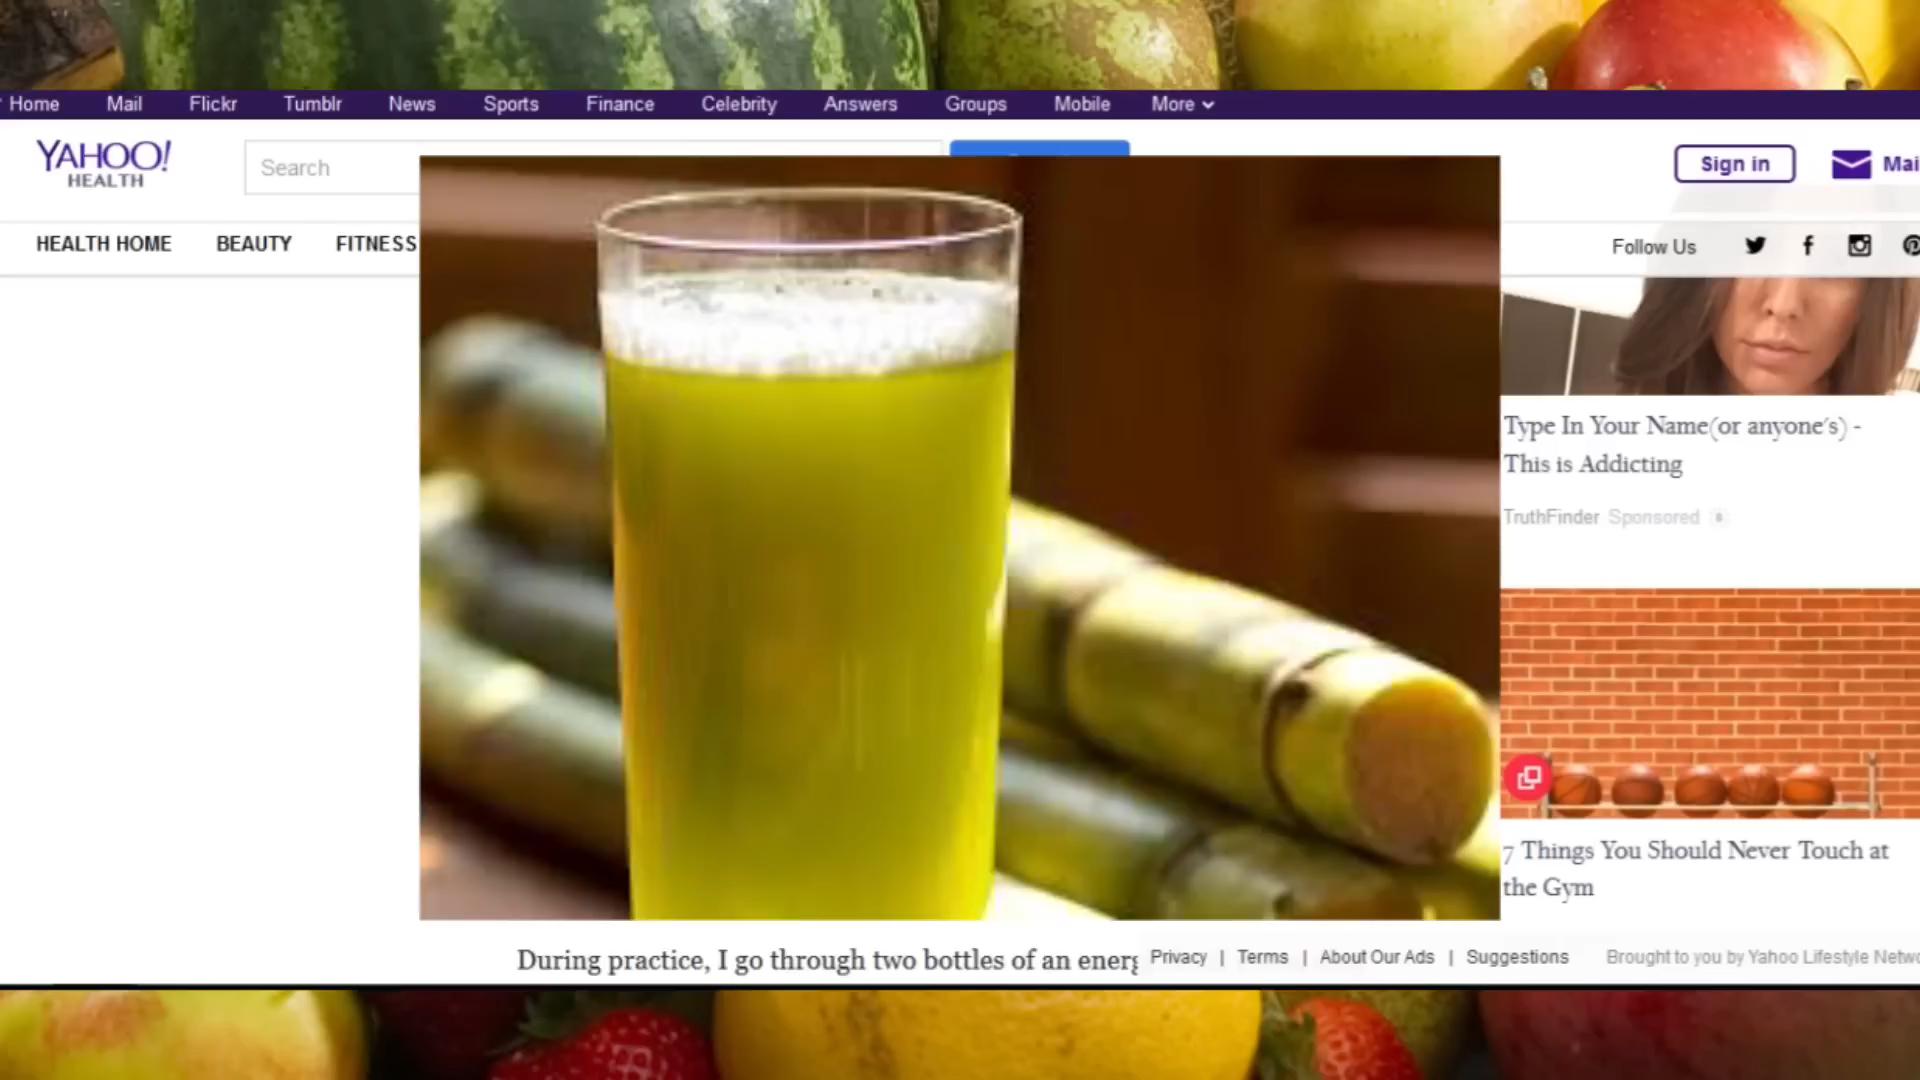 Home Mail Flickr Tumblr News Sports Finance Celebrity Answers Groups Mobile More
YAHOO!
HEALTH
Search
Sign in
HEALTH HOME BEAUTY FITNESS
Follow Us
Type In Your Name(or anyone's) -
This is Addicting
TruthFinder Sponsored
7 Things You Should Never Touch at
the Gym
During practice, I go through two bottles of an
Privacy | Terms | About Our Ads | Suggestions Brought to you by Yahoo Lifestyle